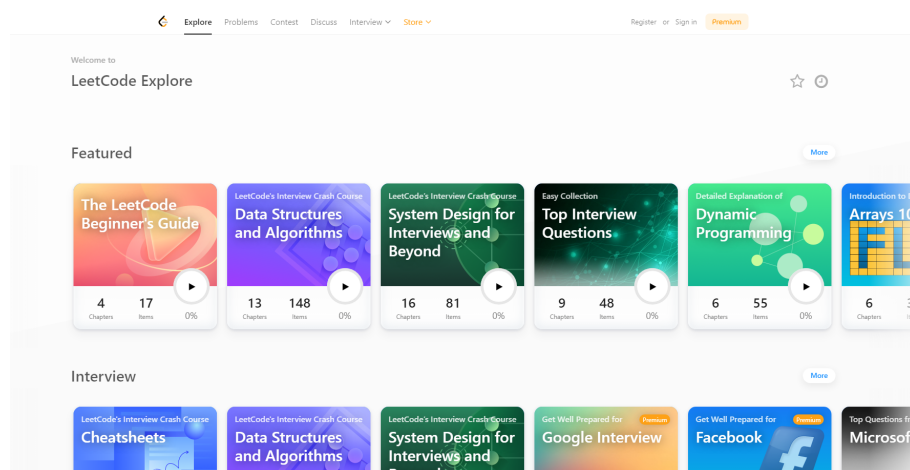 Explore Problems Contest Discuss Interview Store Register or Sign in Premium
Welcome to
LeetCode Explore
Featured More
The LeetCode
Beginner's Guide
4 17
Chapters Items 0%
LeetCode's Interview Crash Course
Data Structures
and Algorithms
13 148
Chapters Items 0%
LeetCode's Interview Crash Course
System Design for
Interviews and
Beyond
16 81
Chapters Items 0%
Easy Collection
Top Interview
Questions
9 48
Chapters Items 0%
Detailed Explanation of
Dynamic
Programming
6 55
Chapters Items 0%
Introduction to
Arrays 10
6
Chapters
Interview More
LeetCode's Interview Crash Course
Cheatsheets
LeetCode's Interview Crash Course
Data Structures
and Algorithms
LeetCode's Interview Crash Course
System Design for
Interviews and
Get Well Prepared for Premium
Google Interview
Get Well Prepared for Premium
Facebook
Top Questions
Microsof